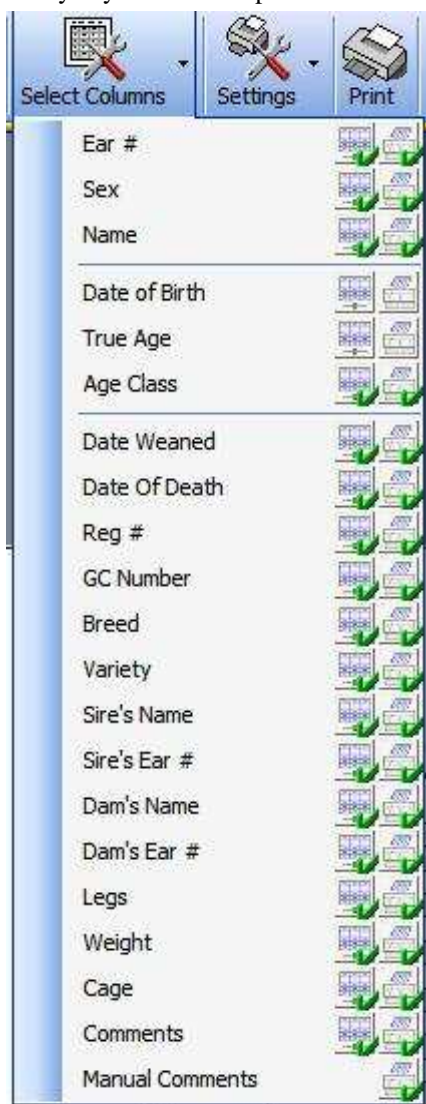 Select Columns
Settings
Print
Ear #
Sex
Name
Date of Birth
True Age
Age Class
Date Weaned
Date Of Death
Reg #
GC Number
Breed
Variety
Sire's Name
Sire's Ear #
Dam's Name
Dam's Ear #
Legs
Weight
Cage
Comments
Manual Comments